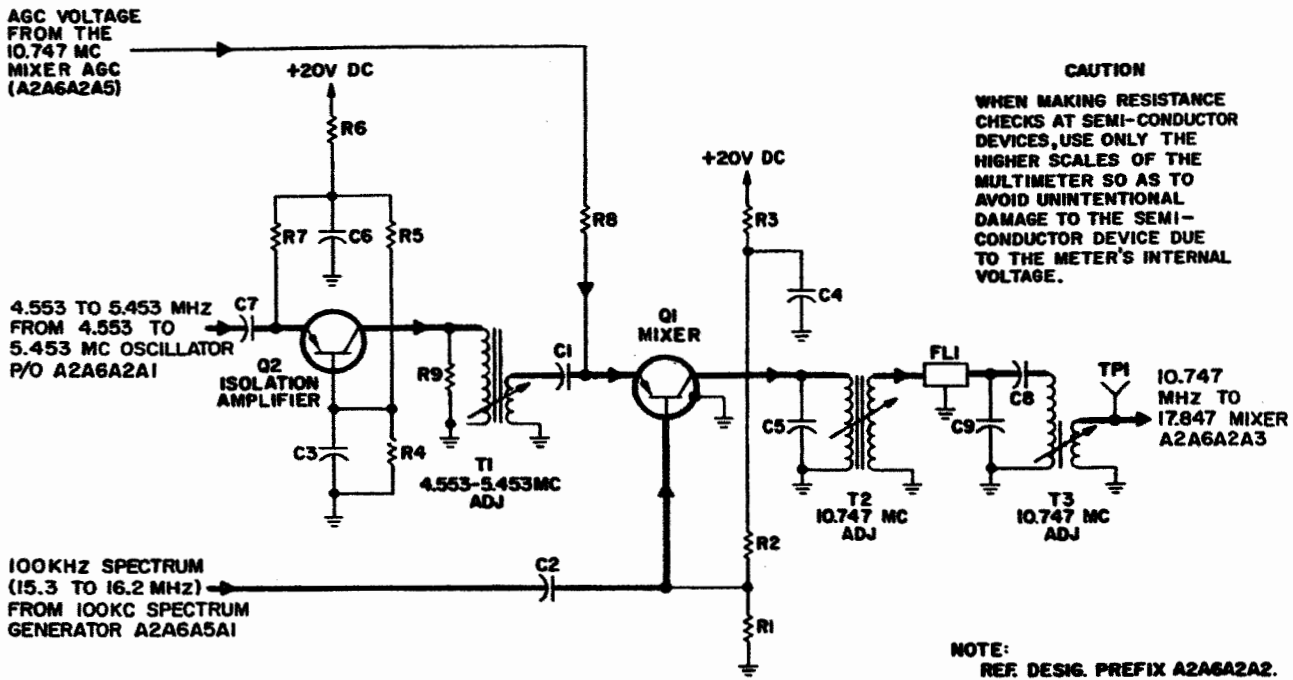 AGC VOLTAGE
FROM THE
10.747 MC
MIXER AGC
(A2A6A2A5)
+20V DC
R6
R7
C6
R5
R8
+20V DC
R3
C4
CAUTION
WHEN MAKING RESISTANCE
CHECKS AT SEMI-CONDUCTOR
DEVICES, USE ONLY THE
HIGHER SCALES OF THE
MULTIMETER SO AS TO
AVOID UNINTENTIONAL
DAMAGE TO THE SEMI-
CONDUCTOR DEVICE DUE
TO THE METER'S INTERNAL
VOLTAGE.
4.553 TO 5.453 MHz
FROM 4.553 TO
5.453 MC OSCILLATOR
P/O A2A6A2A1
C7
Q2
ISOLATION
AMPLIFIER
C3
R4
R9
T1
4.553-5.453MC
ADJ
C1
Q1
MIXER
C5
T2
10.747 MC
ADJ
FL1
C9
C8
T3
10.747 MC
ADJ
TP1
10.747
MHz TO
17.847 MIXER
A2A6A2A3
100KHZ SPECTRUM
(15.3 TO 16.2 MHz)
FROM 100KC SPECTRUM
GENERATOR A2A6A5A1
C2
R2
R1
NOTE:
REF. DESIG. PREFIX A2A6A2A2.